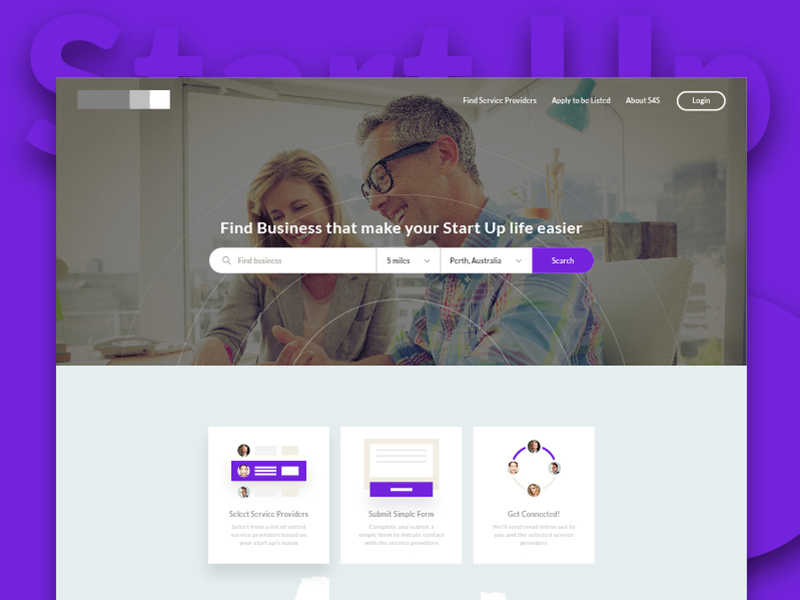 Start Up
Find Service Providers Apply to be Listed About S4S Login
Find Business that make your Start Up life easier
Find business 5 miles Perth, Australia Search
Select Service Providers
Select from a list of vetted
service providers based on
your start up's needs
Submit Simple Form
Complete and submit a
simple form to initiate contact
with the service providers
Get Connected!
We'll send email intros out to
you and the selected service
providers